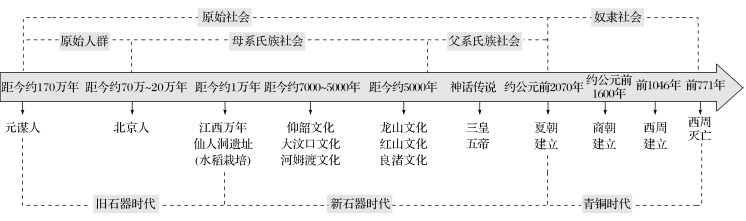 原始社会
奴隶社会
原始人群
母系氏族社会
父系氏族社会
距今约170万年
距今约70万~20万年
距今约1万年
距今约7000~5000年
距今约5000年
神话传说
约公元前2070年
约公元前
1600年
前1046年
前771年
元谋人
北京人
江西万年
仙人洞遗址
(水稻栽培)
仰韶文化
大汶口文化
河姆渡文化
龙山文化
红山文化
良渚文化
三皇
五帝
夏朝
建立
商朝
建立
西周
建立
西周
灭亡
旧石器时代
新石器时代
青铜时代